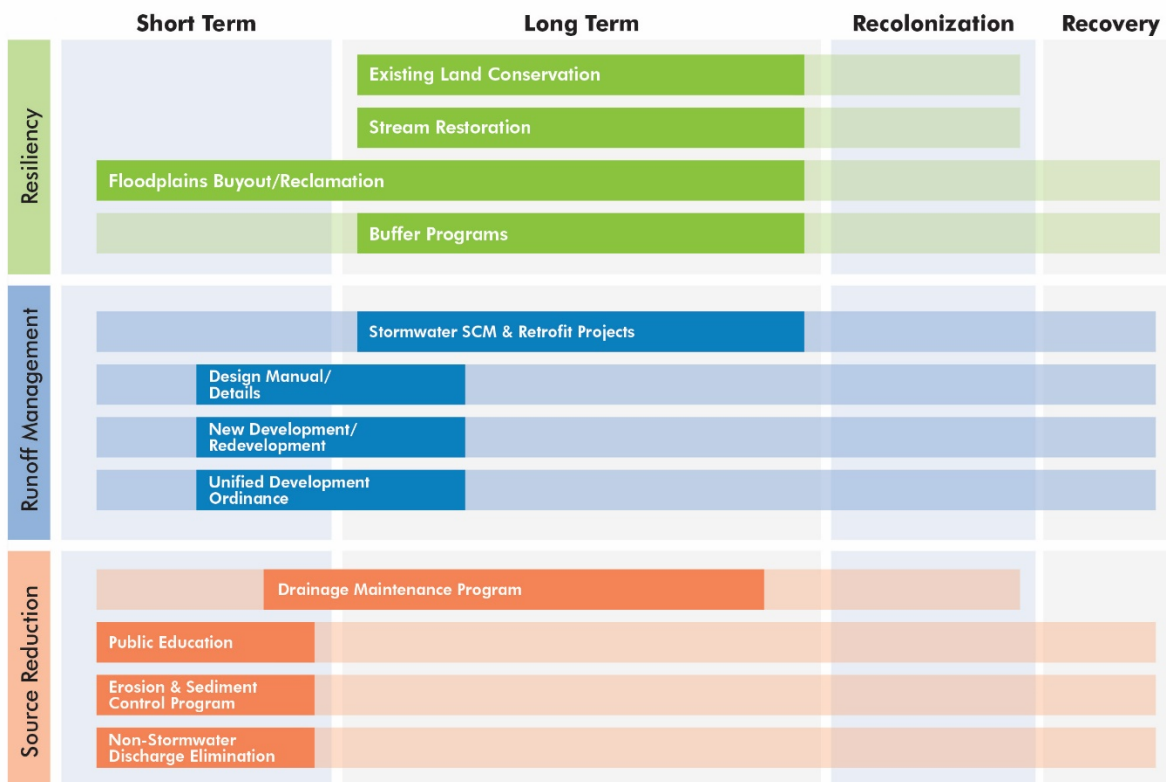 Short Term Long Term Recolonization Recovery
Resiliency
Existing Land Conservation
Stream Restoration
Floodplains Buyout/Reclamation
Buffer Programs
Runoff Management
Stormwater SCM & Retrofit Projects
Design Manual/
Details
New Development/
Redevelopment
Unified Development
Ordinance
Source Reduction
Drainage Maintenance Program
Public Education
Erosion & Sediment
Control Program
Non-Stormwater
Discharge Elimination